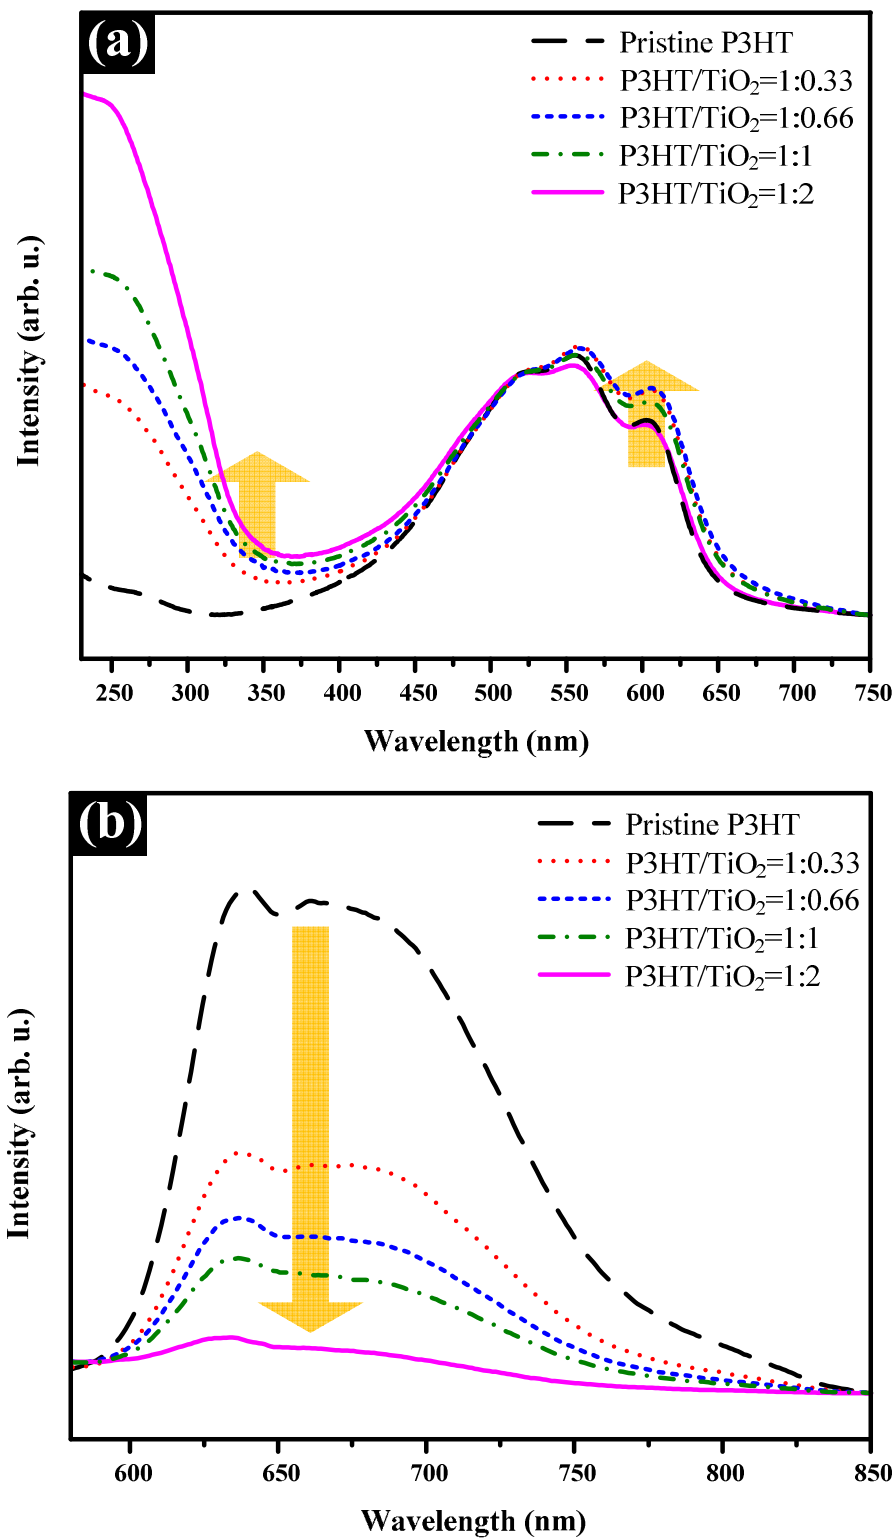 (a)
Pristine P3HT
P3HT/TiO₂=1:0.33
P3HT/TiO₂=1:0.66
P3HT/TiO₂=1:1
P3HT/TiO₂=1:2
Intensity (arb. u.)
250 300 350 400 450 500 550 600 650 700 750
Wavelength (nm)
(b)
Pristine P3HT
P3HT/TiO₂=1:0.33
P3HT/TiO₂=1:0.66
P3HT/TiO₂=1:1
P3HT/TiO₂=1:2
Intensity (arb. u.)
600 650 700 750 800 850
Wavelength (nm)